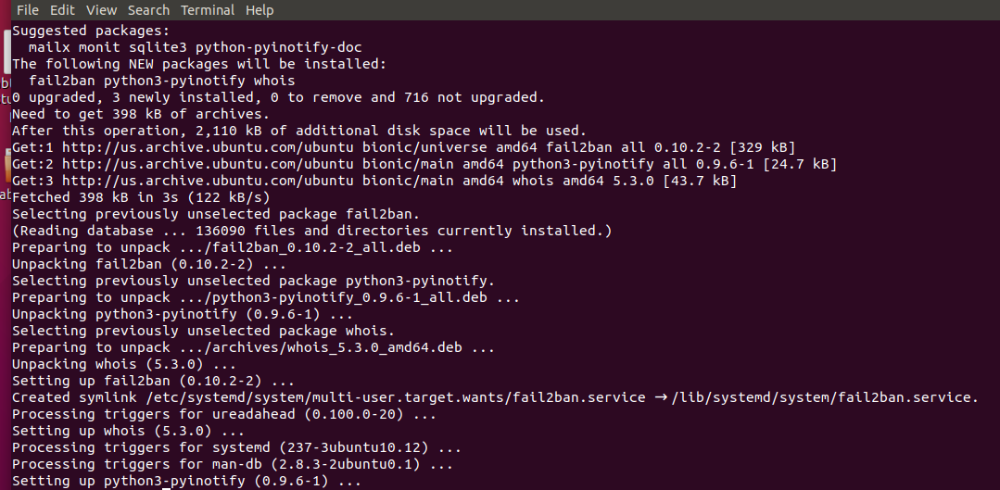 File Edit View Search Terminal Help
Suggested packages:
  mailx monit sqlite3 python-pyinotify-doc
The following NEW packages will be installed:
  fail2ban python3-pyinotify whois
0 upgraded, 3 newly installed, 0 to remove and 716 not upgraded.
Need to get 398 kB of archives.
After this operation, 2,110 kB of additional disk space will be used.
Get:1 http://us.archive.ubuntu.com/ubuntu bionic/universe amd64 fail2ban all 0.10.2-2 [329 kB]
Get:2 http://us.archive.ubuntu.com/ubuntu bionic/main amd64 python3-pyinotify all 0.9.6-1 [24.7 kB]
Get:3 http://us.archive.ubuntu.com/ubuntu bionic/main amd64 whois amd64 5.3.0 [43.7 kB]
Fetched 398 kB in 3s (122 kB/s)
Selecting previously unselected package fail2ban.
(Reading database ... 136090 files and directories currently installed.)
Preparing to unpack .../fail2ban_0.10.2-2_all.deb ...
Unpacking fail2ban (0.10.2-2) ...
Selecting previously unselected package python3-pyinotify.
Preparing to unpack .../python3-pyinotify_0.9.6-1_all.deb ...
Unpacking python3-pyinotify (0.9.6-1) ...
Selecting previously unselected package whois.
Preparing to unpack .../archives/whois_5.3.0_amd64.deb ...
Unpacking whois (5.3.0) ...
Setting up fail2ban (0.10.2-2) ...
Created symlink /etc/systemd/system/multi-user.target.wants/fail2ban.service → /lib/systemd/system/fail2ban.service.
Processing triggers for ureadahead (0.100.0-20) ...
Setting up whois (5.3.0) ...
Processing triggers for systemd (237-3ubuntu10.12) ...
Processing triggers for man-db (2.8.3-2ubuntu0.1) ...
Setting up python3-pyinotify (0.9.6-1) ...